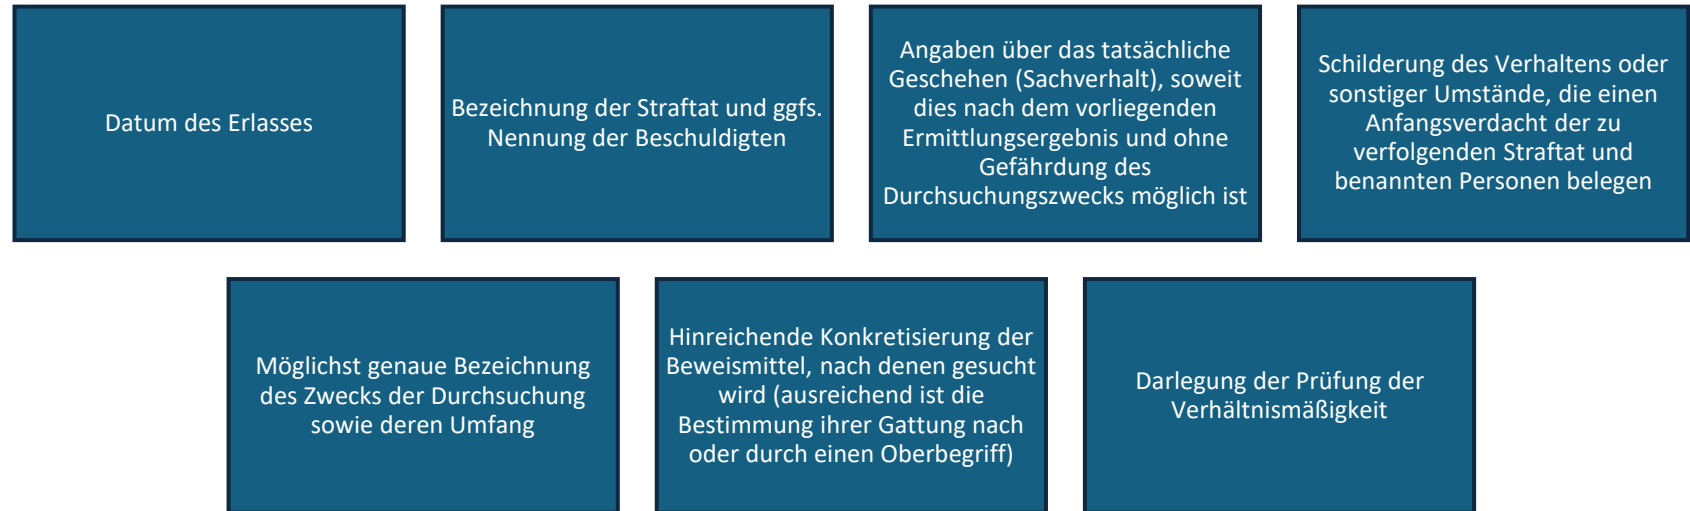 Datum des Erlasses
Bezeichnung der Straftat und ggfs.
Nennung der Beschuldigten
Angaben über das tatsächliche
Geschehen (Sachverhalt), soweit
dies nach dem vorliegenden
Ermittlungsergebnis und ohne
Gefährdung des
Durchsuchungszwecks möglich ist
Schilderung des Verhaltens oder
sonstiger Umstände, die einen
Anfangsverdacht der zu
verfolgenden Straftat und
benannten Personen belegen
Möglichst genaue Bezeichnung
des Zwecks der Durchsuchung
sowie deren Umfang
Hinreichende Konkretisierung der
Beweismittel, nach denen gesucht
wird (ausreichend ist die
Bestimmung ihrer Gattung nach
oder durch einen Oberbegriff)
Darlegung der Prüfung der
Verhältnismäßigkeit